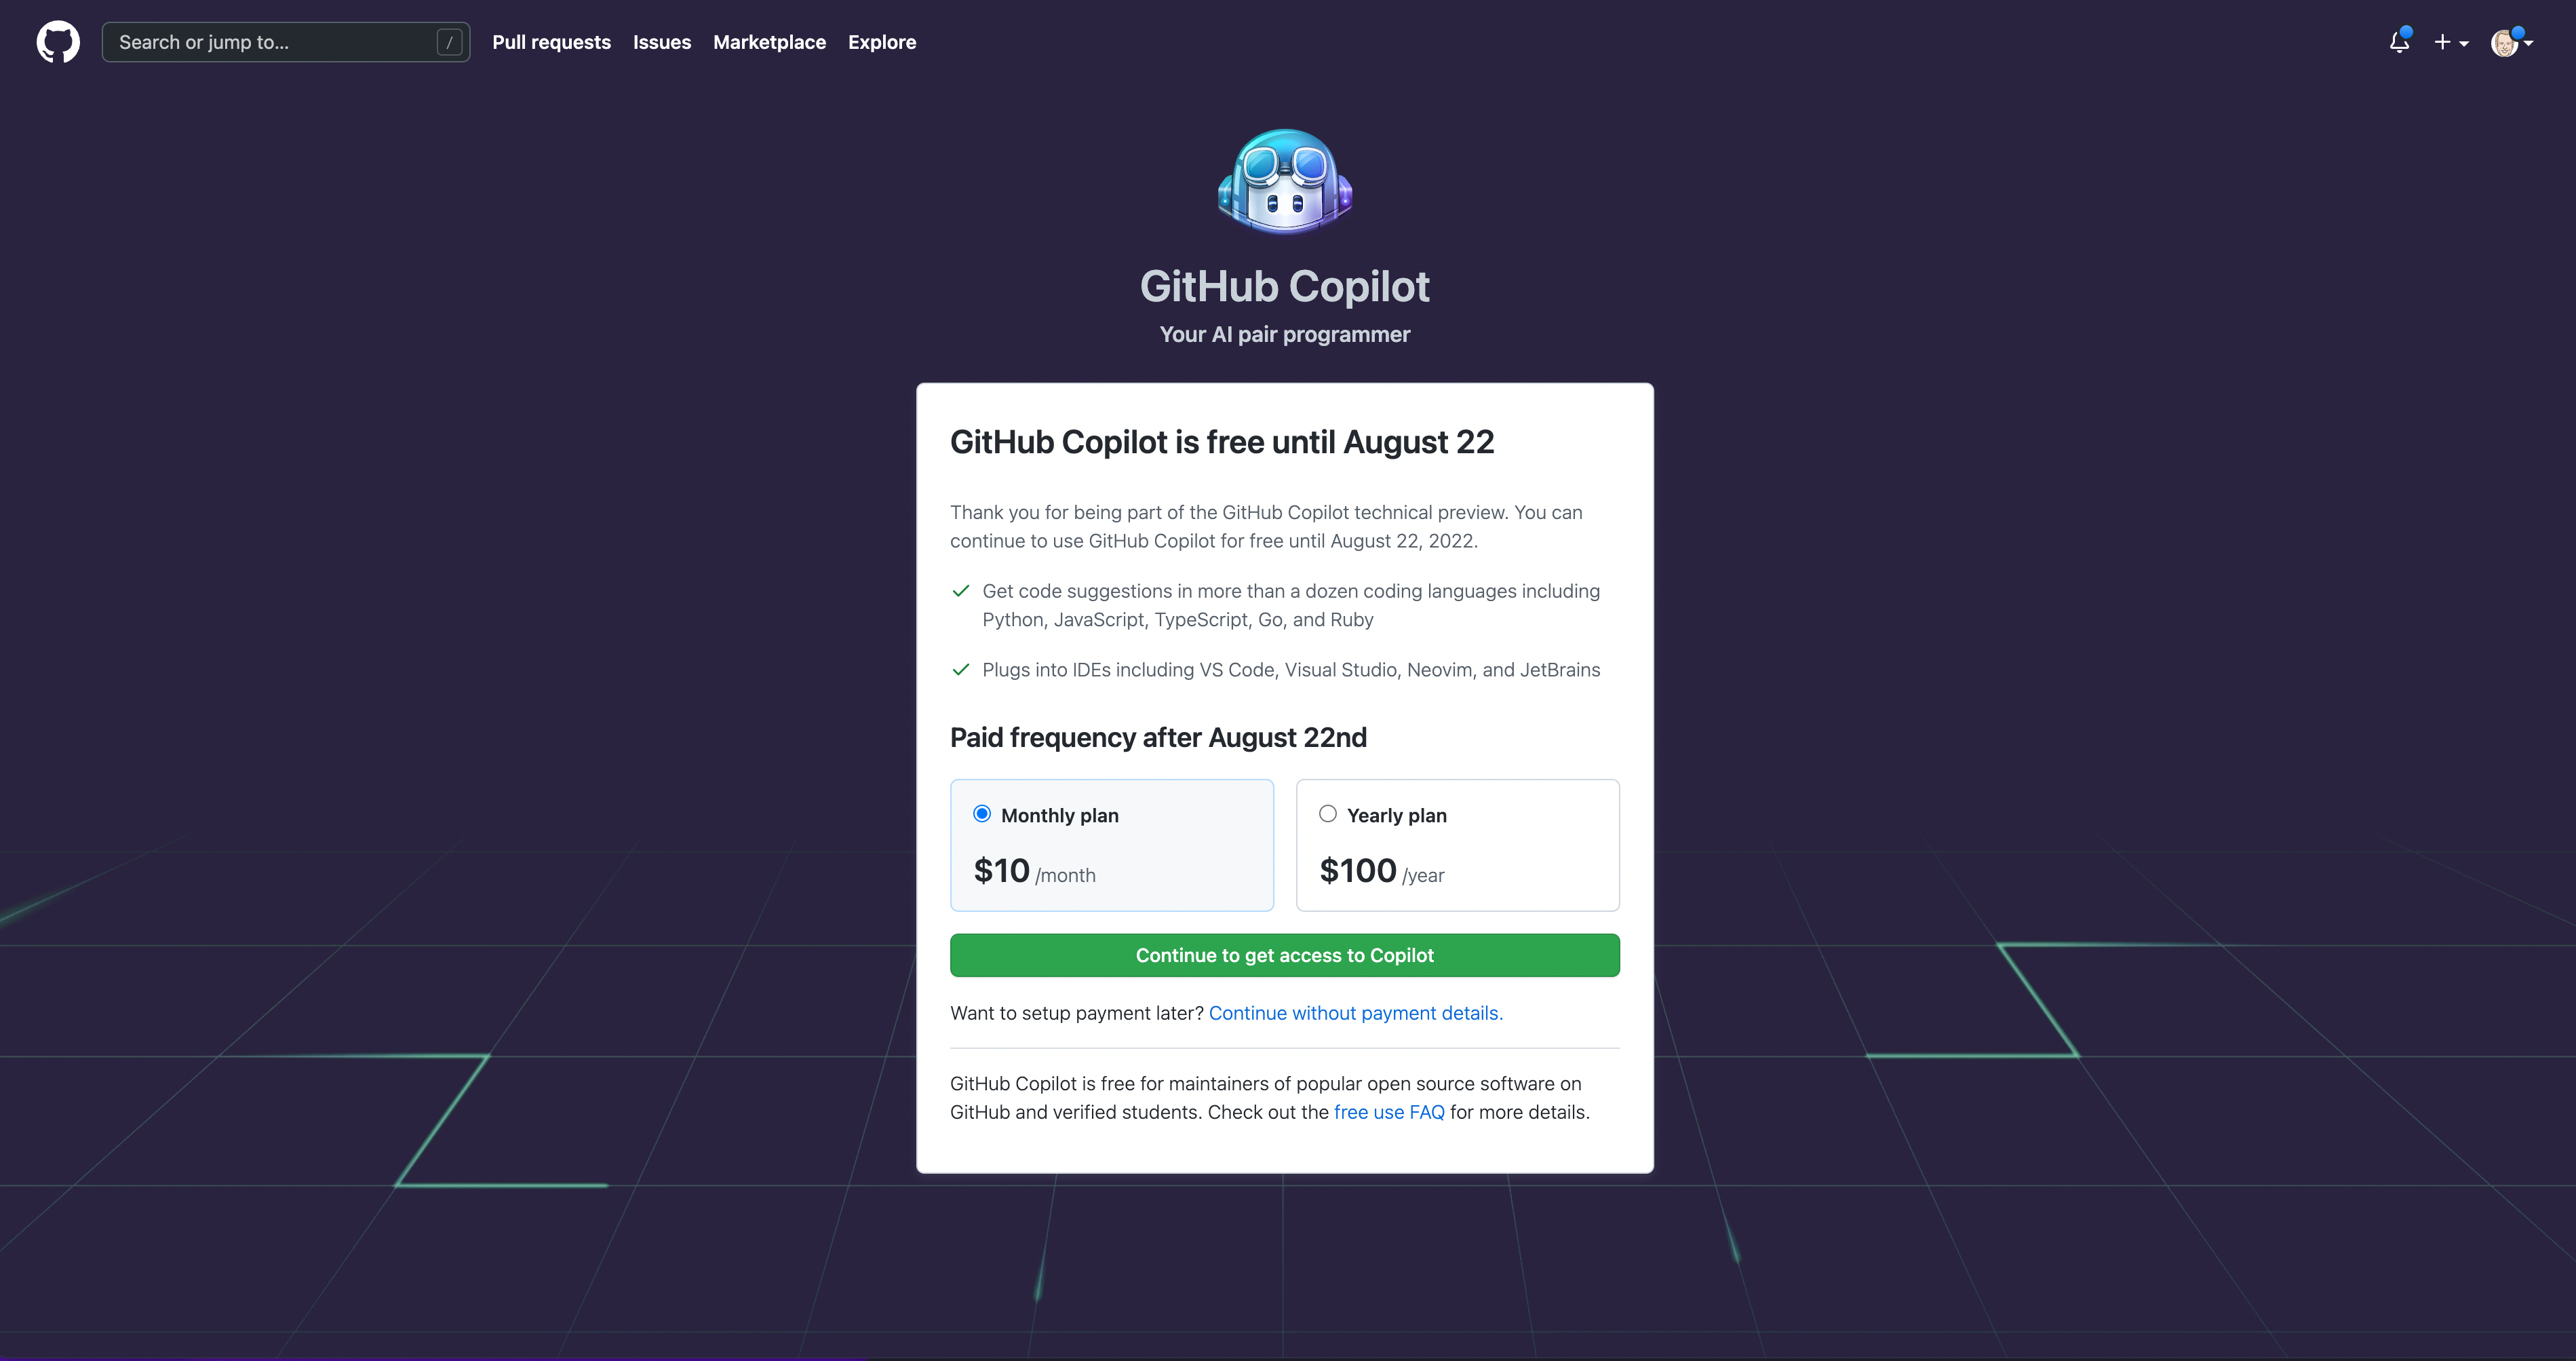 Search or jump to... /
Pull requests Issues Marketplace Explore
GitHub Copilot
Your AI pair programmer
GitHub Copilot is free until August 22
Thank you for being part of the GitHub Copilot technical preview. You can
continue to use GitHub Copilot for free until August 22, 2022.
Get code suggestions in more than a dozen coding languages including
Python, JavaScript, TypeScript, Go, and Ruby
Plugs into IDEs including VS Code, Visual Studio, Neovim, and JetBrains
Paid frequency after August 22nd
Monthly plan
$10 /month
Yearly plan
$100 /year
Continue to get access to Copilot
Want to setup payment later? Continue without payment details.
GitHub Copilot is free for maintainers of popular open source software on
GitHub and verified students. Check out the free use FAQ for more details.